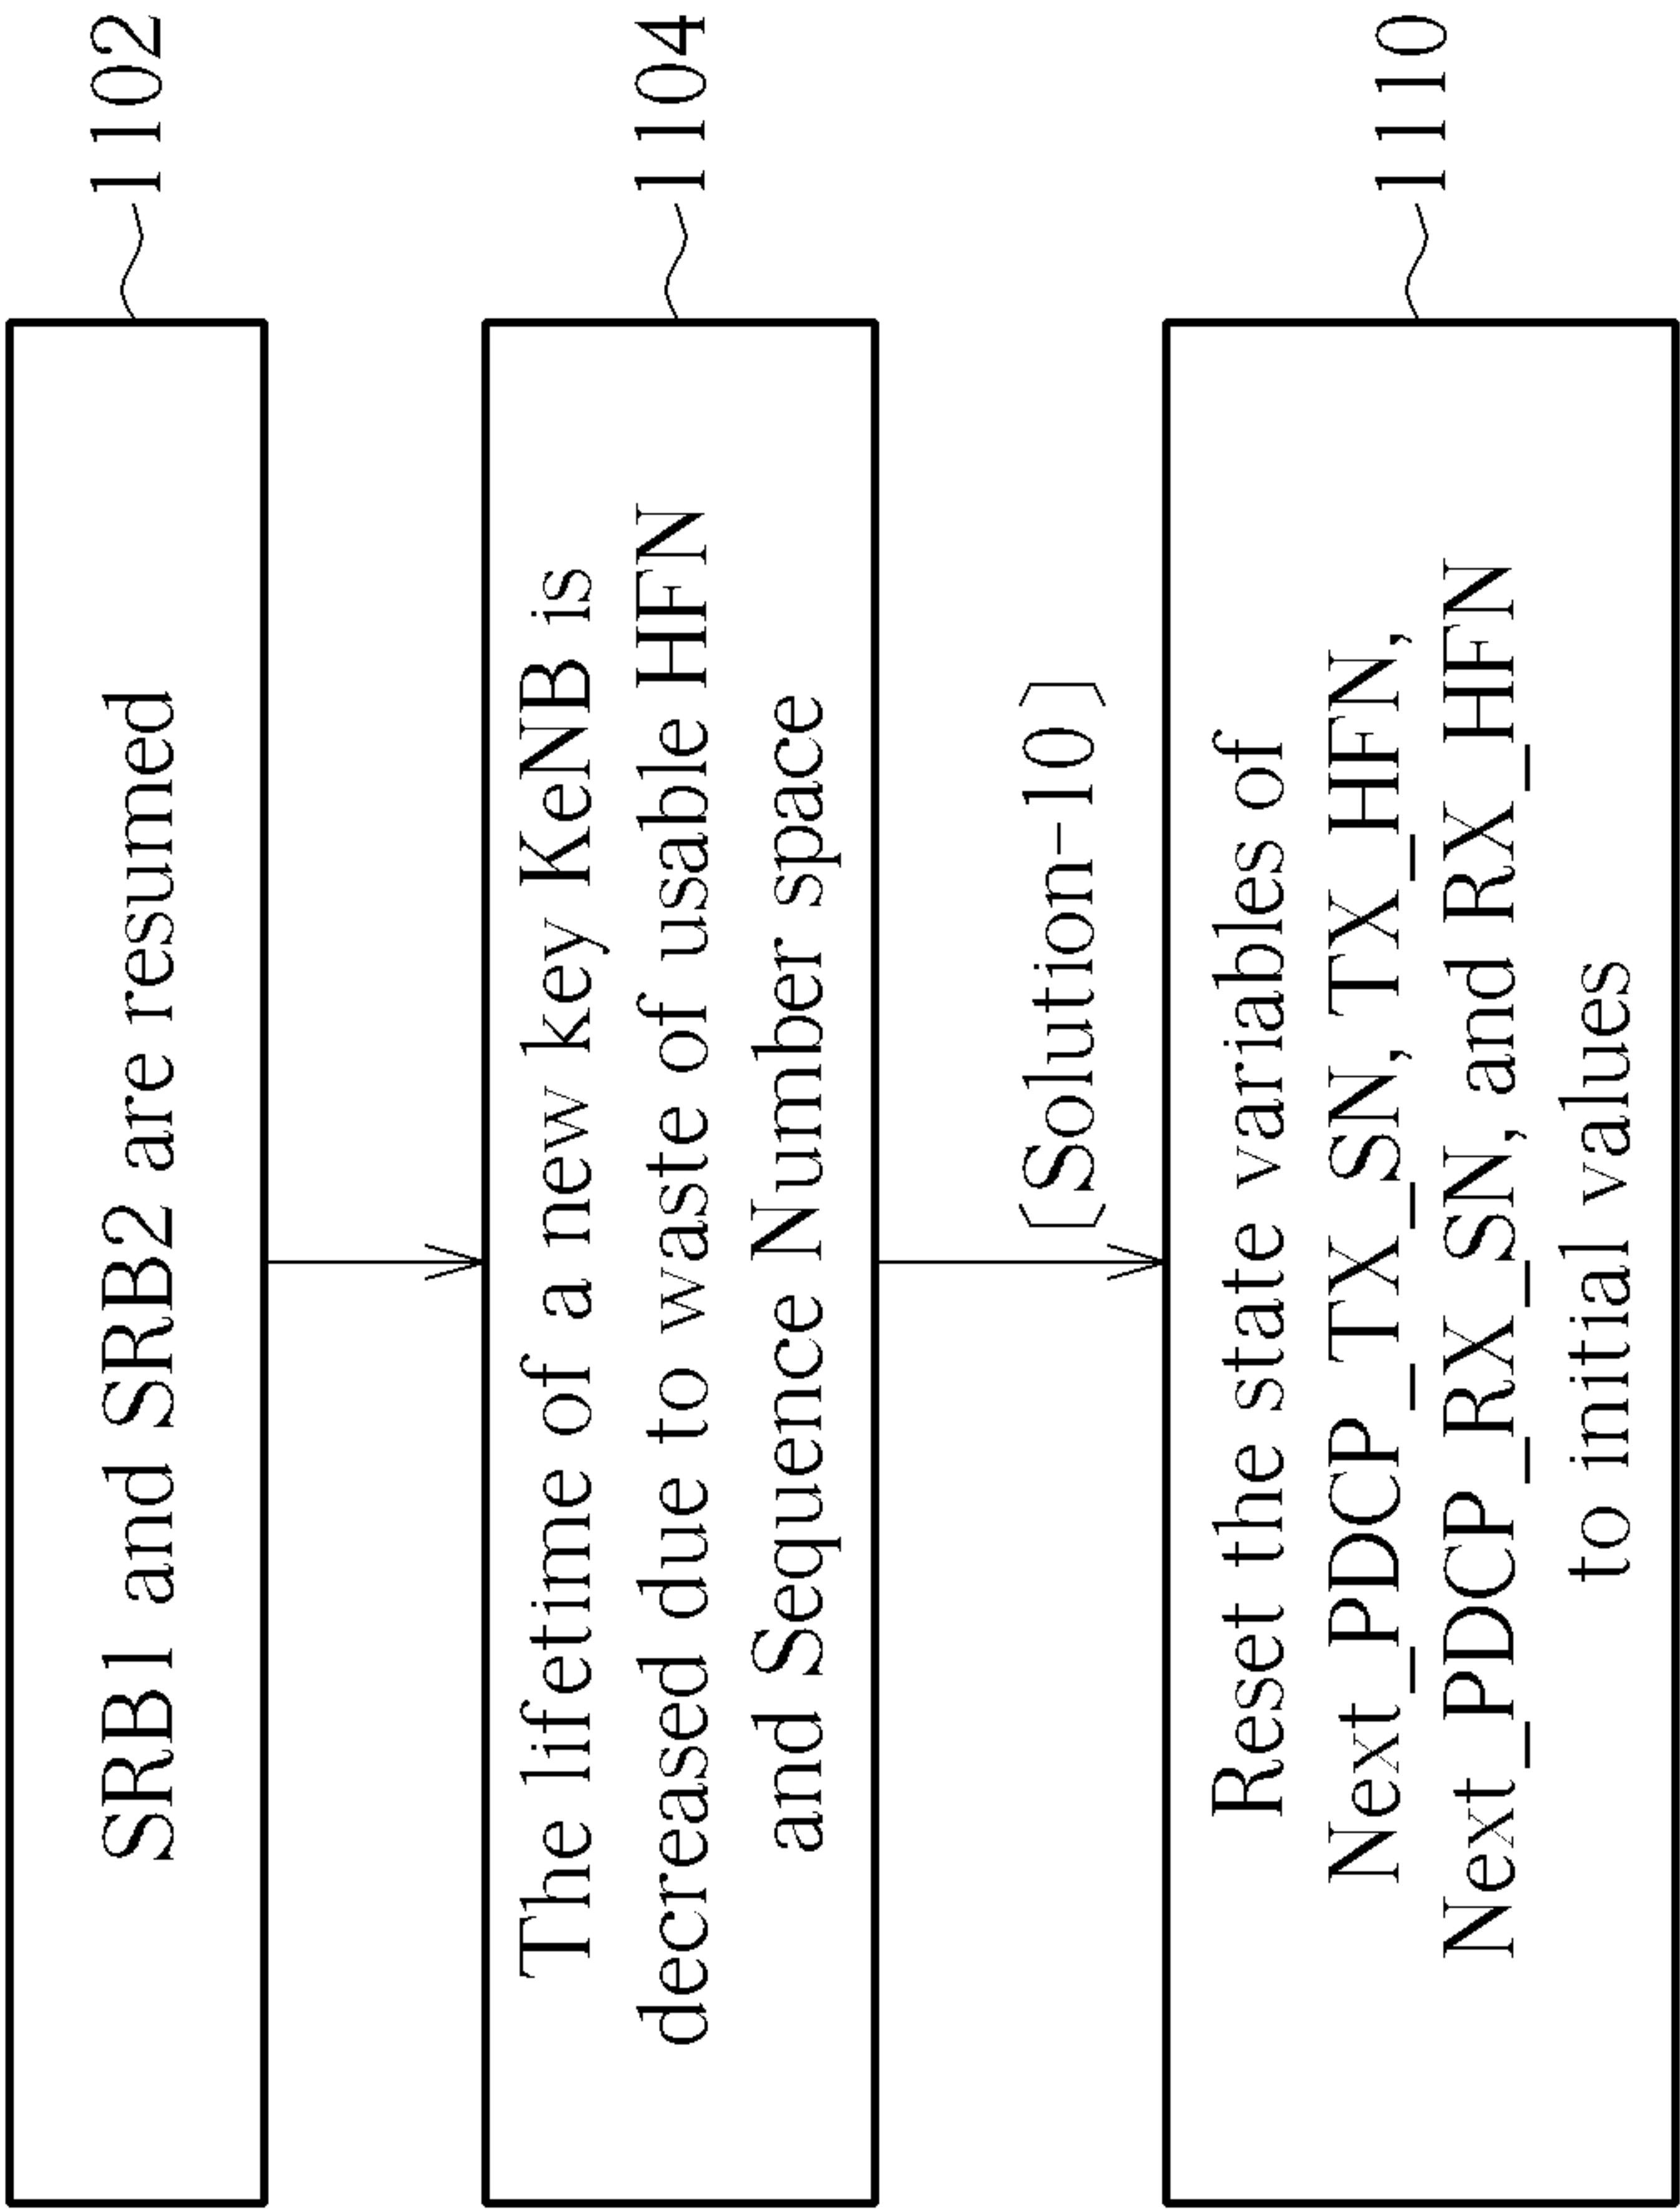 SRB1 and SRB2 are resumed
1102
The lifetime of a new key KeNB is
decreased due to waste of usable HFN
and Sequence Number space
1104
(Solution-10)
Reset the state variables of
Next_PDCP_TX_SN, TX_HFN,
Next_PDCP_RX_SN, and RX_HFN
to initial values
1110